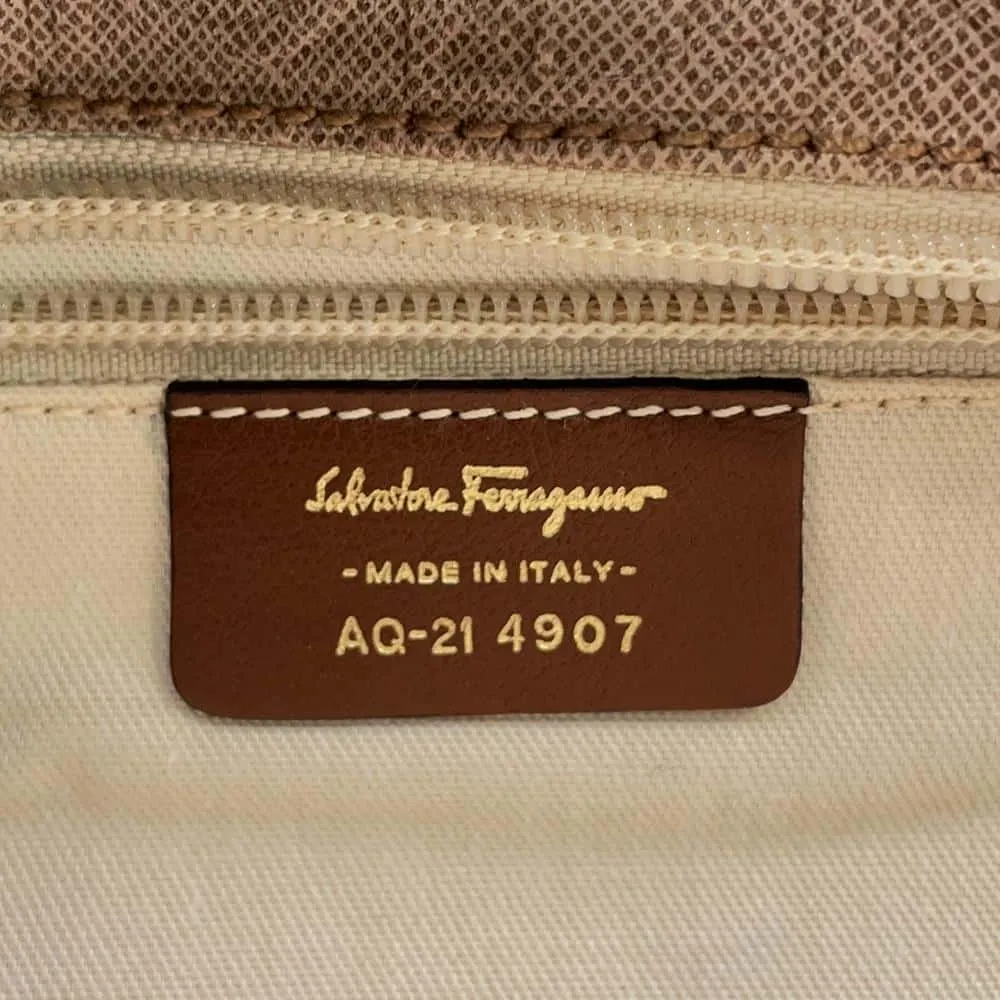 Salvatore Ferragamo
- MADE IN ITALY -
AQ-21 4907